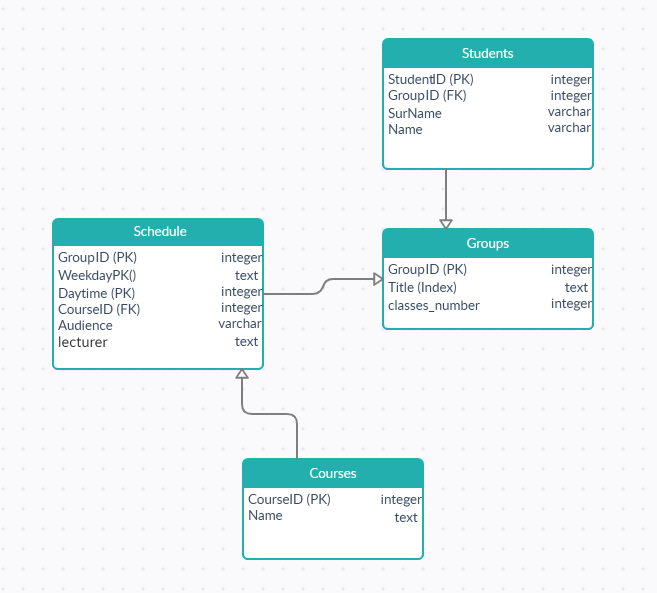 Students
StudentID (PK) integer
GroupID (FK) integer
SurName varchar
Name varchar
Schedule
GroupID (PK) integer
WeekdayPK() text
Daytime (PK) integer
CourseID (FK) integer
Audience varchar
lecturer text
Groups
GroupID (PK) integer
Title (Index) text
classes_number integer
Courses
CourseID (PK) integer
Name text